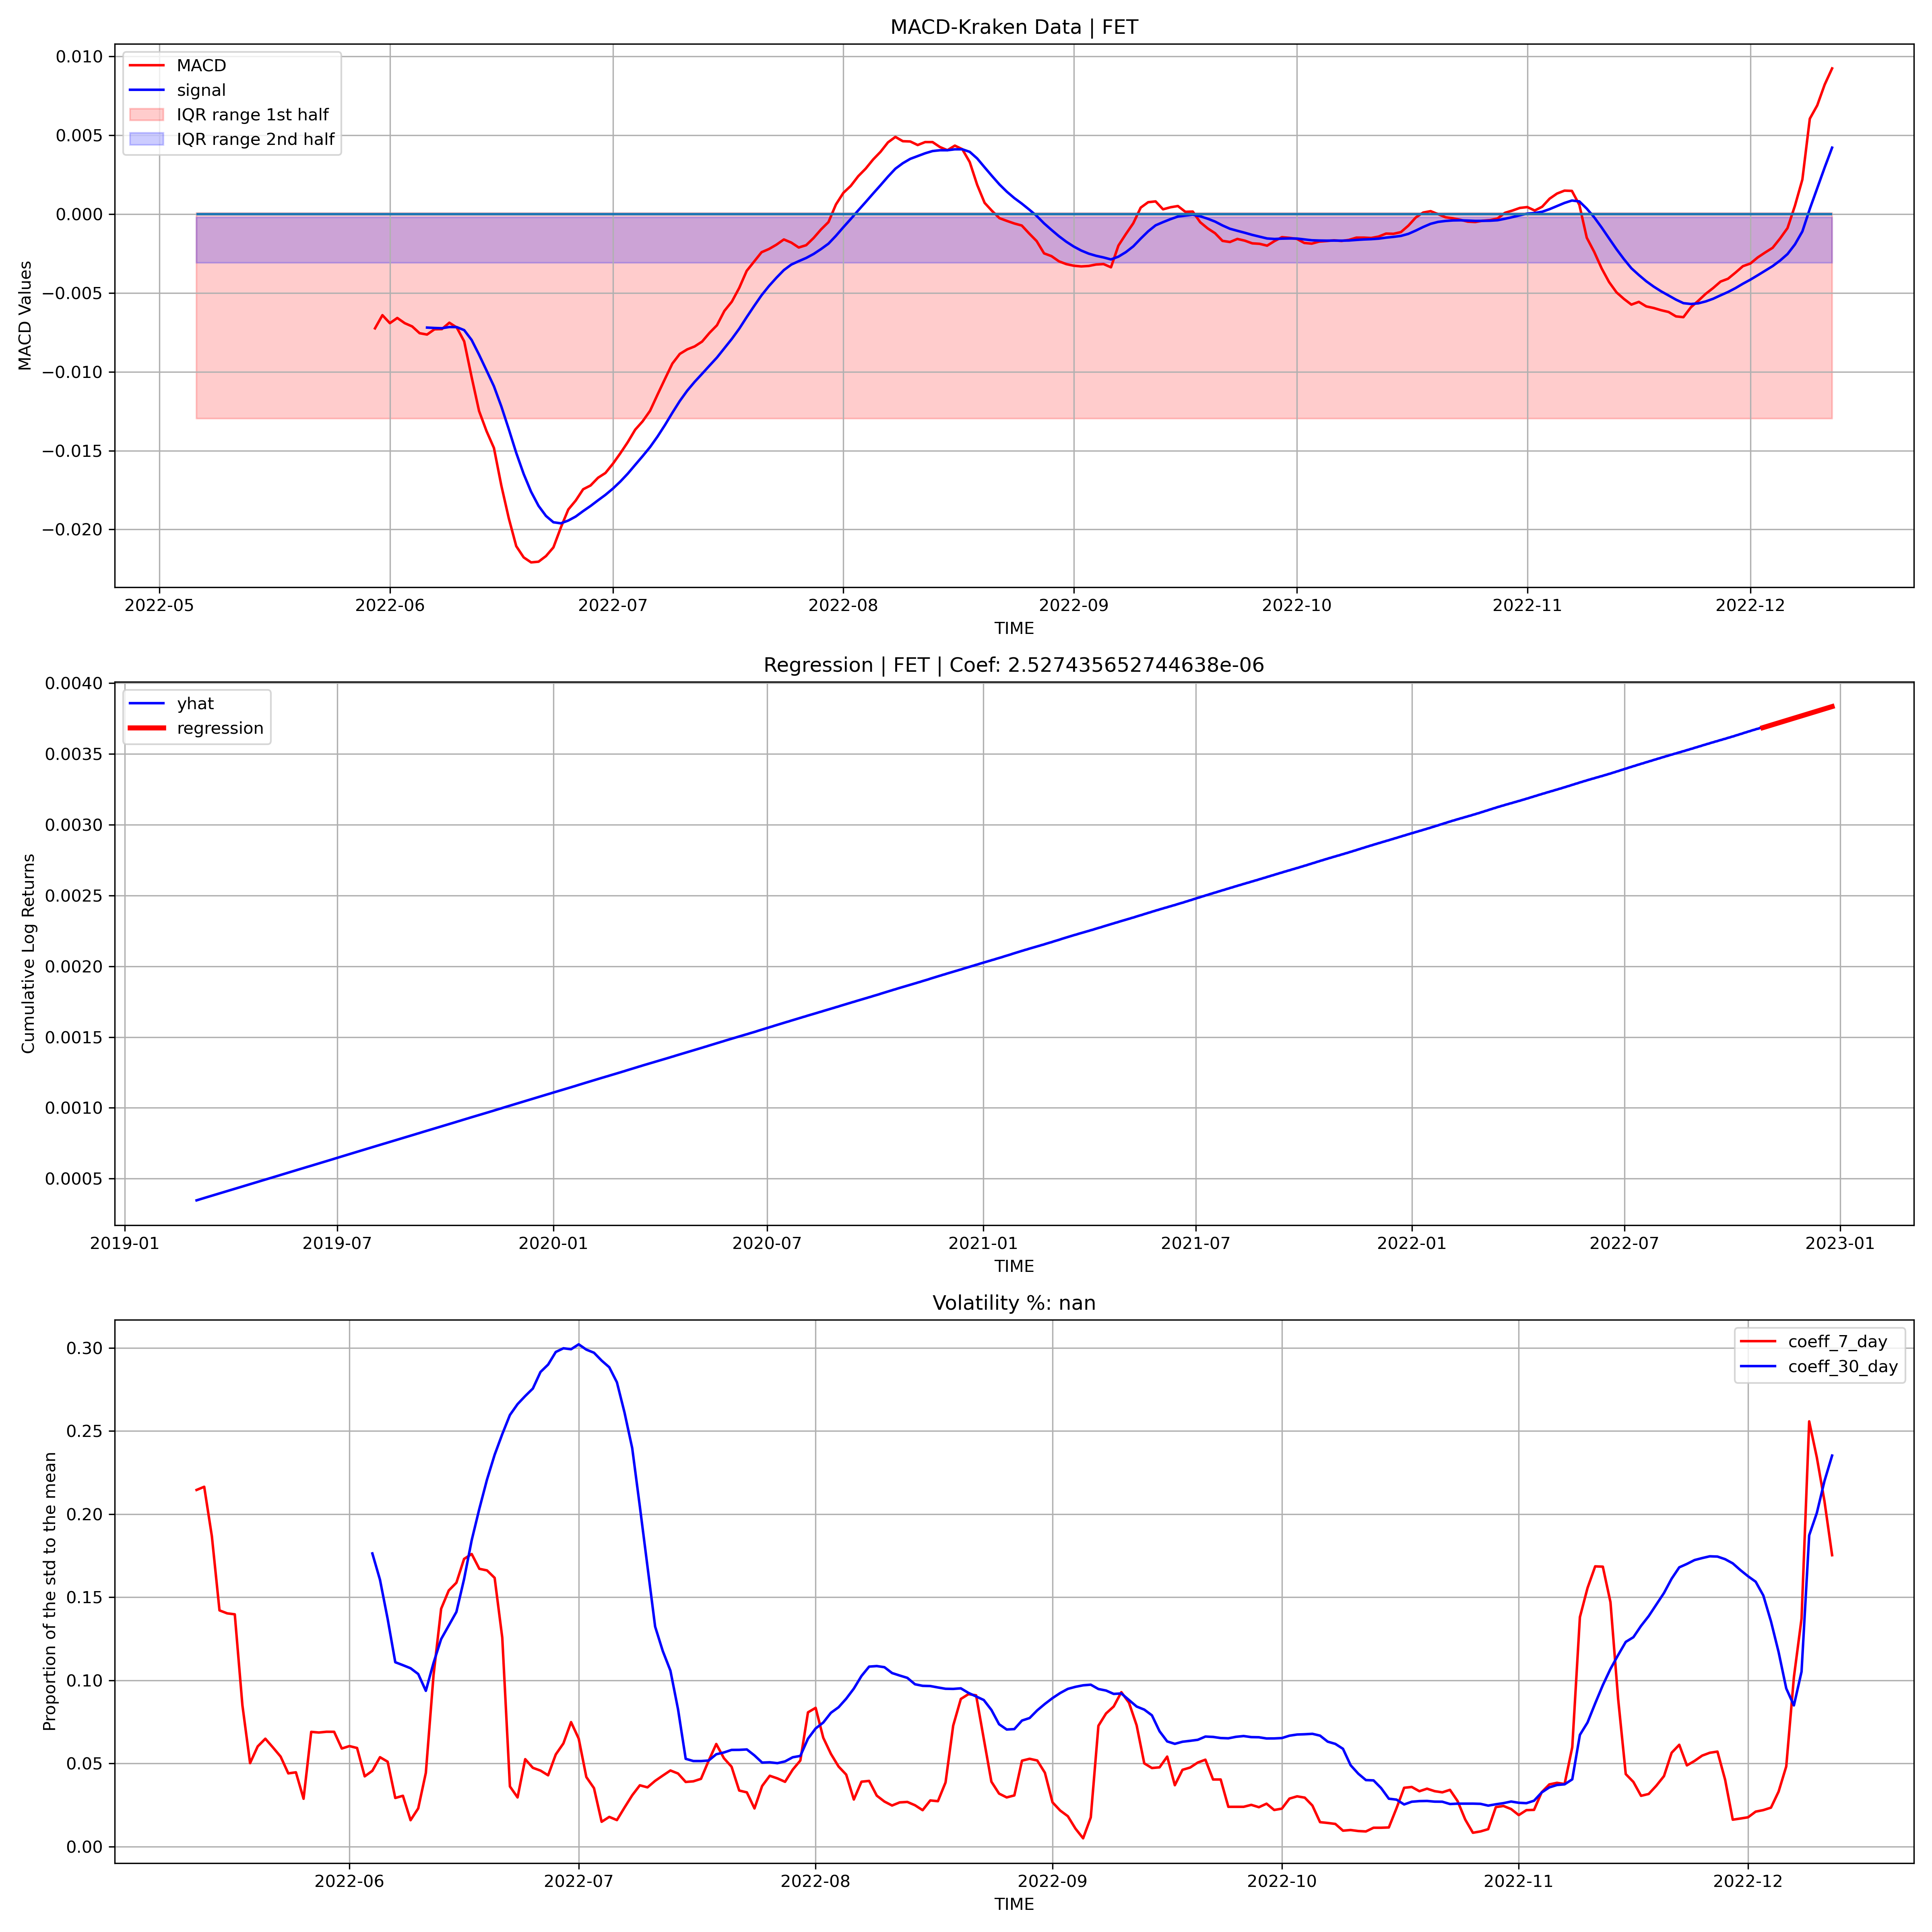 MACD-Kraken Data | FET
MACD
signal
IQR range 1st half
IQR range 2nd half
MACD Values
0.010
0.005
0.000
−0.005
−0.010
−0.015
−0.020
2022-05 2022-06 2022-07 2022-08 2022-09 2022-10 2022-11 2022-12
TIME
Regression | FET | Coef: 2.527435652744638e-06
yhat
regression
Cumulative Log Returns
0.0040
0.0035
0.0030
0.0025
0.0020
0.0015
0.0010
0.0005
2019-01 2019-07 2020-01 2020-07 2021-01 2021-07 2022-01 2022-07 2023-01
TIME
Volatility %: nan
coeff_7_day
coeff_30_day
Proportion of the std to the mean
0.30
0.25
0.20
0.15
0.10
0.05
0.00
2022-06 2022-07 2022-08 2022-09 2022-10 2022-11 2022-12
TIME